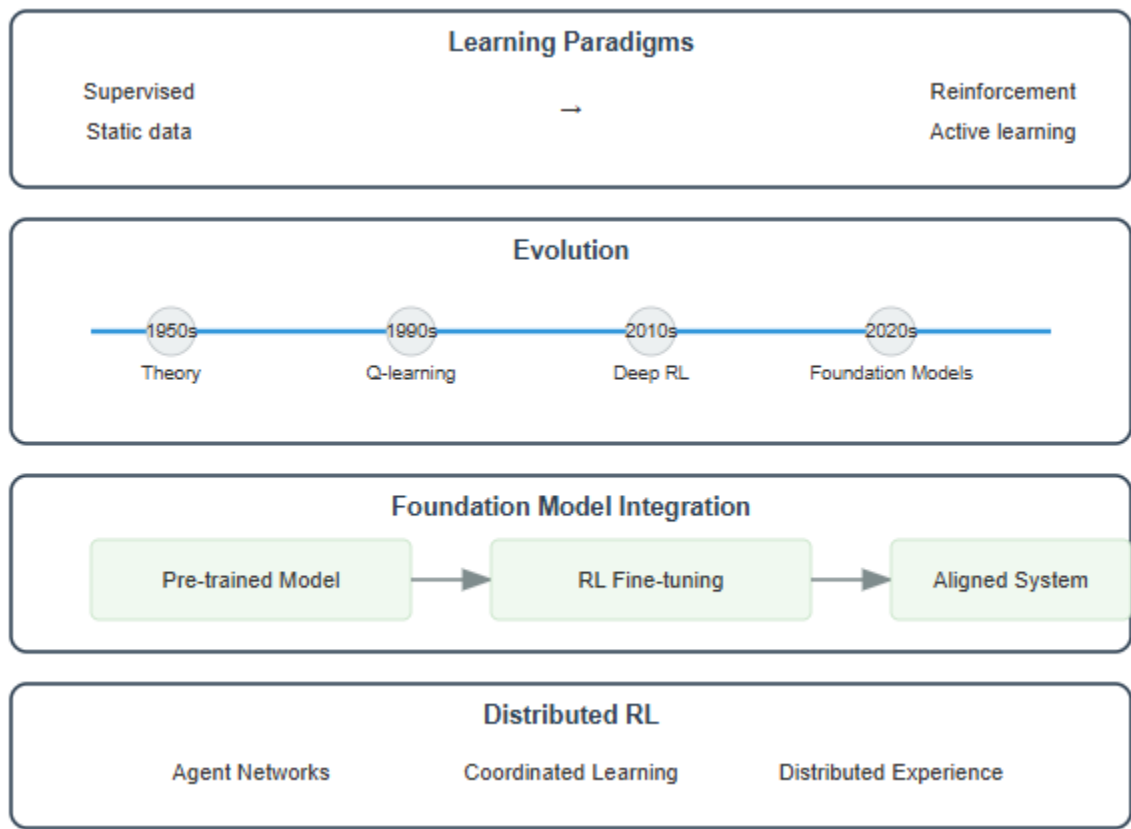 Learning Paradigms
Supervised → Reinforcement
Static data Active learning
Evolution
1950s 1990s 2010s 2020s
Theory Q-learning Deep RL Foundation Models
Foundation Model Integration
Pre-trained Model RL Fine-tuning Aligned System
Distributed RL
Agent Networks Coordinated Learning Distributed Experience